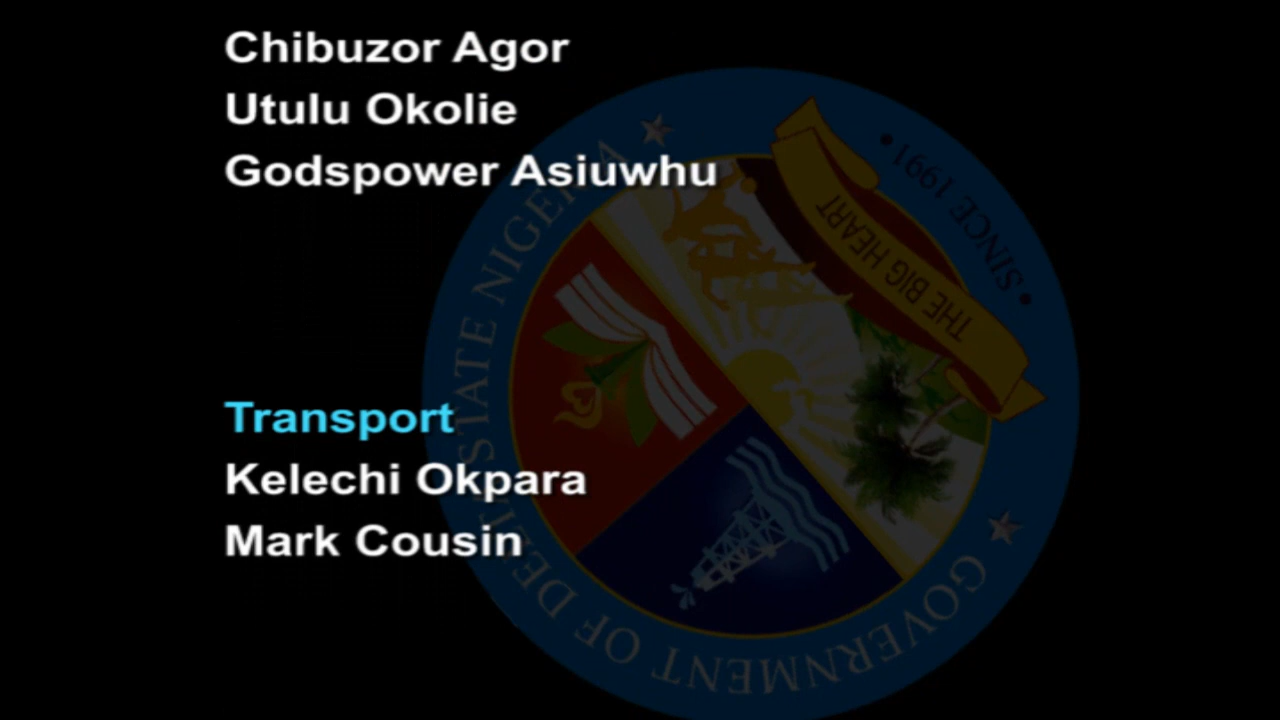 Chibuzor Agor
Utulu Okolie
Godspower Asiuwhu
Transport
Kelechi Okpara
Mark Cousin
GOVERNMENT OF DELTA STATE NIGERIA
• SINCE 1991 •
THE BIG HEART